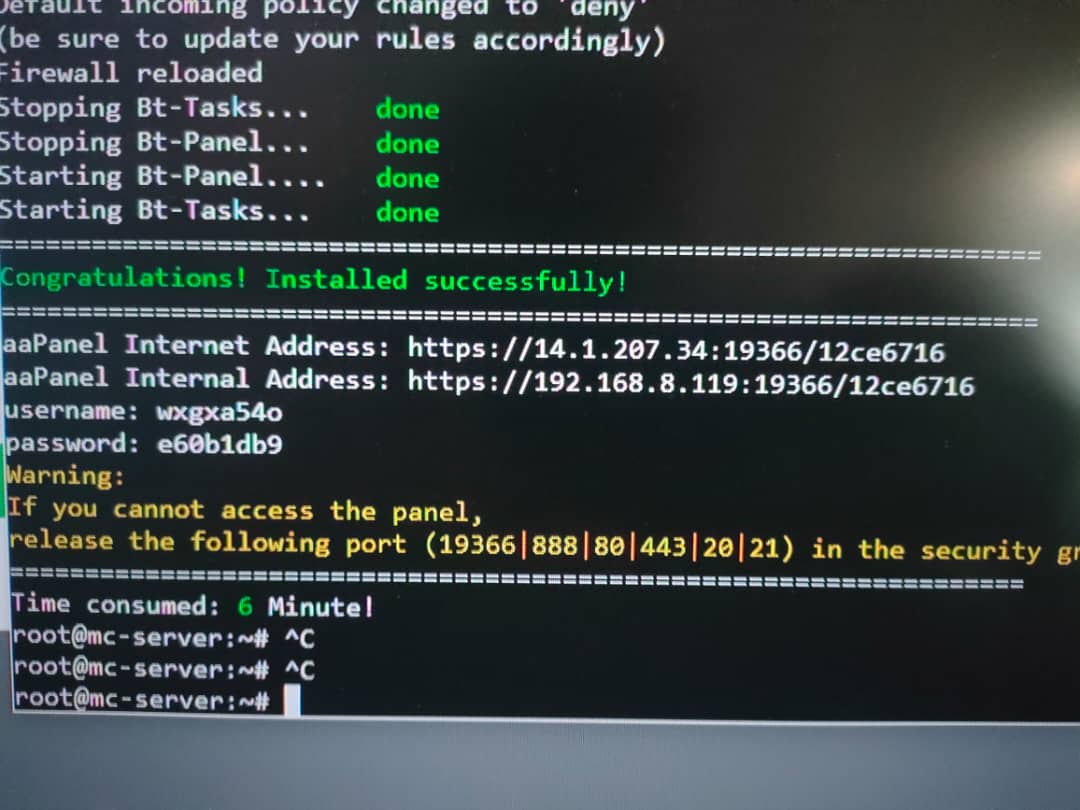 Default incoming policy changed to 'deny'
(be sure to update your rules accordingly)
Firewall reloaded
Stopping Bt-Tasks... done
Stopping Bt-Panel... done
Starting Bt-Panel.... done
Starting Bt-Tasks... done
==================================================================
Congratulations! Installed successfully!
==================================================================
aaPanel Internet Address: https://14.1.207.34:19366/12ce6716
aaPanel Internal Address: https://192.168.8.119:19366/12ce6716
username: wxgxa54o
password: e60b1db9
Warning:
If you cannot access the panel,
release the following port (19366|888|80|443|20|21) in the security gr
==================================================================
Time consumed: 6 Minute!
root@mc-server:~# ^C
root@mc-server:~# ^C
root@mc-server:~#